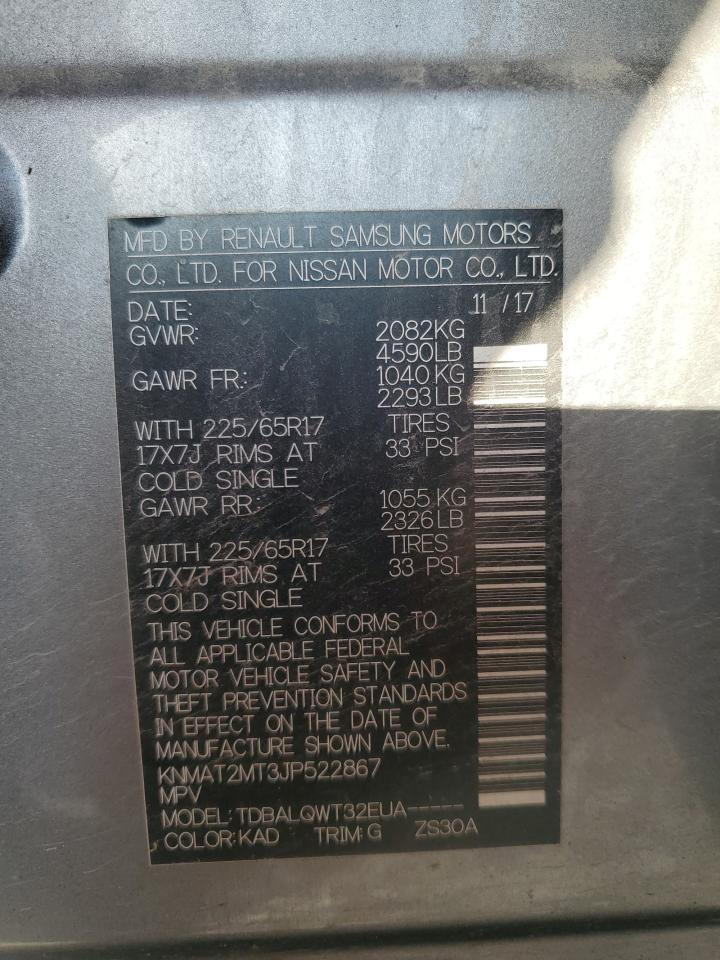 MFD BY RENAULT SAMSUNG MOTORS
CO., LTD. FOR NISSAN MOTOR CO., LTD.
DATE: 11 /17
GVWR: 2082KG
4590LB
GAWR FR: 1040KG
2293LB
WITH 225/65R17 TIRES
17X7J RIMS AT 33 PSI
COLD SINGLE
GAWR RR: 1055KG
2326LB
WITH 225/65R17 TIRES
17X7J RIMS AT 33 PSI
COLD SINGLE
THIS VEHICLE CONFORMS TO
ALL APPLICABLE FEDERAL
MOTOR VEHICLE SAFETY AND
THEFT PREVENTION STANDARDS
IN EFFECT ON THE DATE OF
MANUFACTURE SHOWN ABOVE.
KNMAT2MT3JP522867
MPV
MODEL: TDBALQWT32EUA-----
COLOR: KAD TRIM: G ZS30A